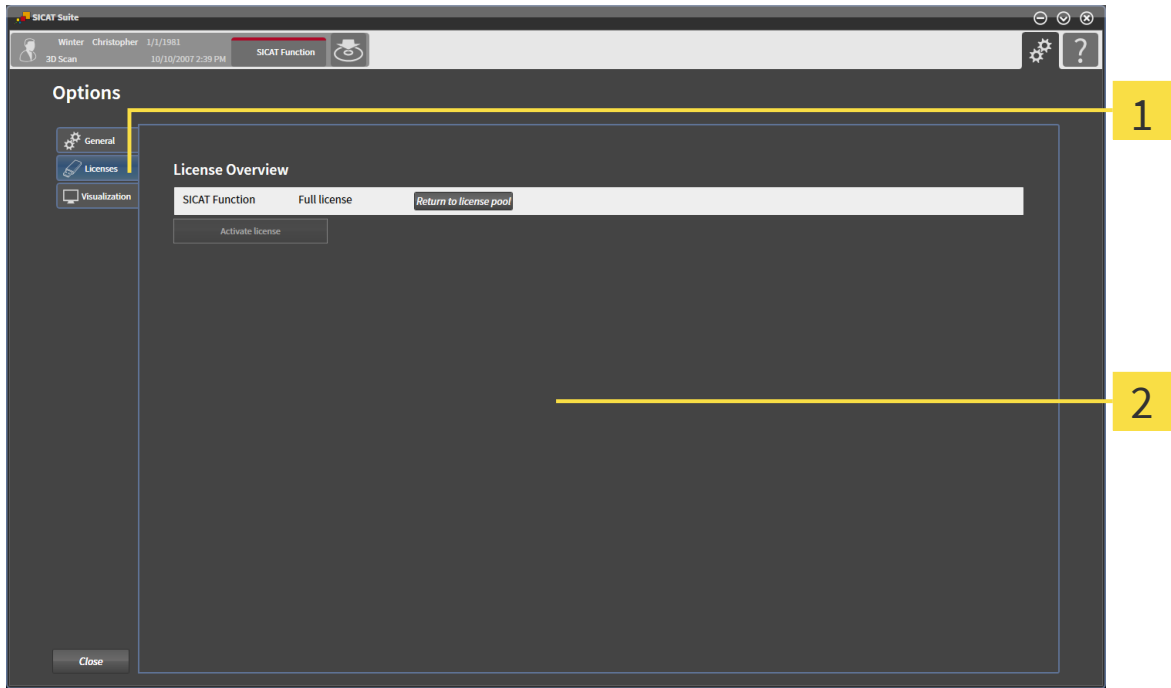 SICAT Suite
Winter Christopher 1/1/1981
3D Scan 10/10/2007 2:39 PM
SICAT Function
?
Options
1
General
Licenses
Visualization
License Overview
SICAT Function Full license Return to license pool
Activate license
2
Close